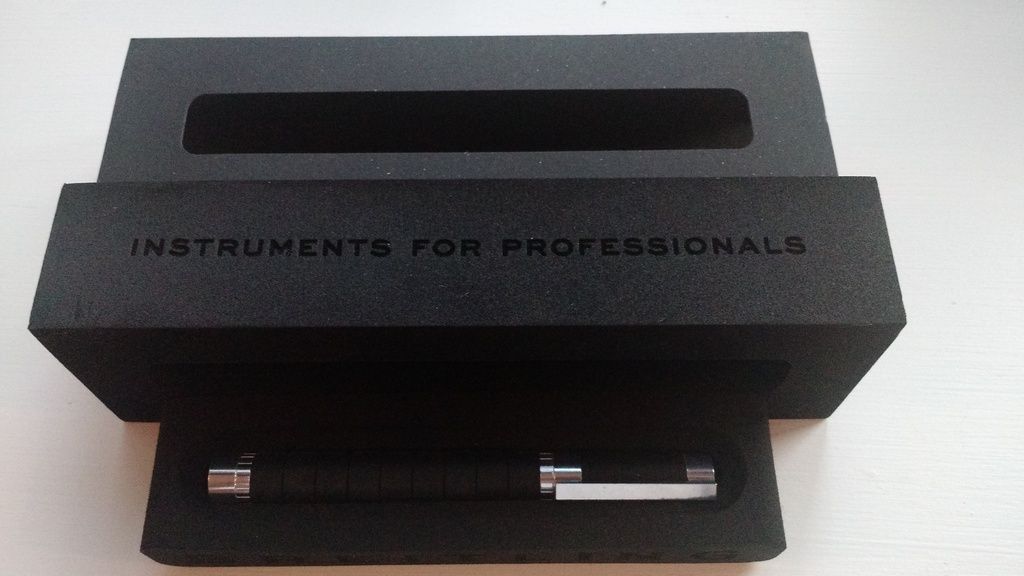 INSTRUMENTS FOR PROFESSIONALS